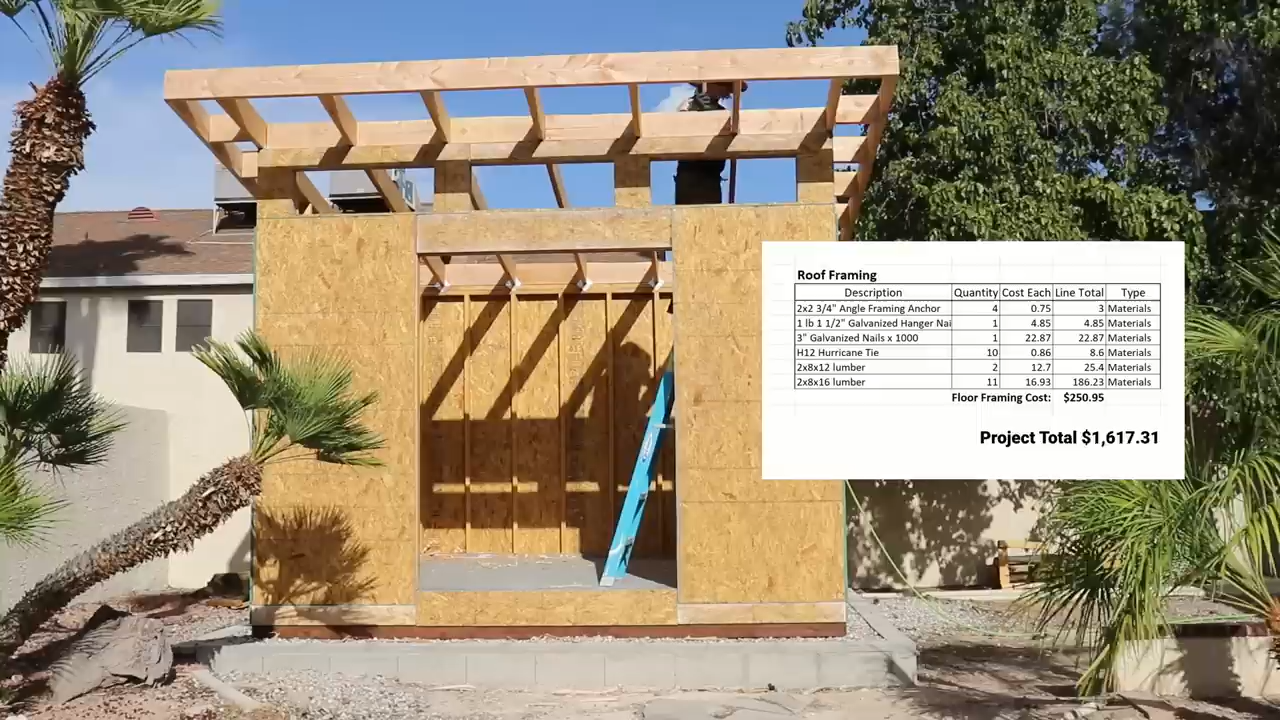 Roof Framing
Description Quantity Cost Each Line Total Type
2x2 3/4" Angle Framing Anchor 4 0.75 3 Materials
1 lb 1 1/2" Galvanized Hanger Nai 1 4.85 4.85 Materials
3" Galvanized Nails x 1000 1 22.87 22.87 Materials
H12 Hurricane Tie 10 0.86 8.6 Materials
2x8x12 lumber 2 12.7 25.4 Materials
2x8x16 lumber 11 16.93 186.23 Materials
Floor Framing Cost: $250.95
Project Total $1,617.31